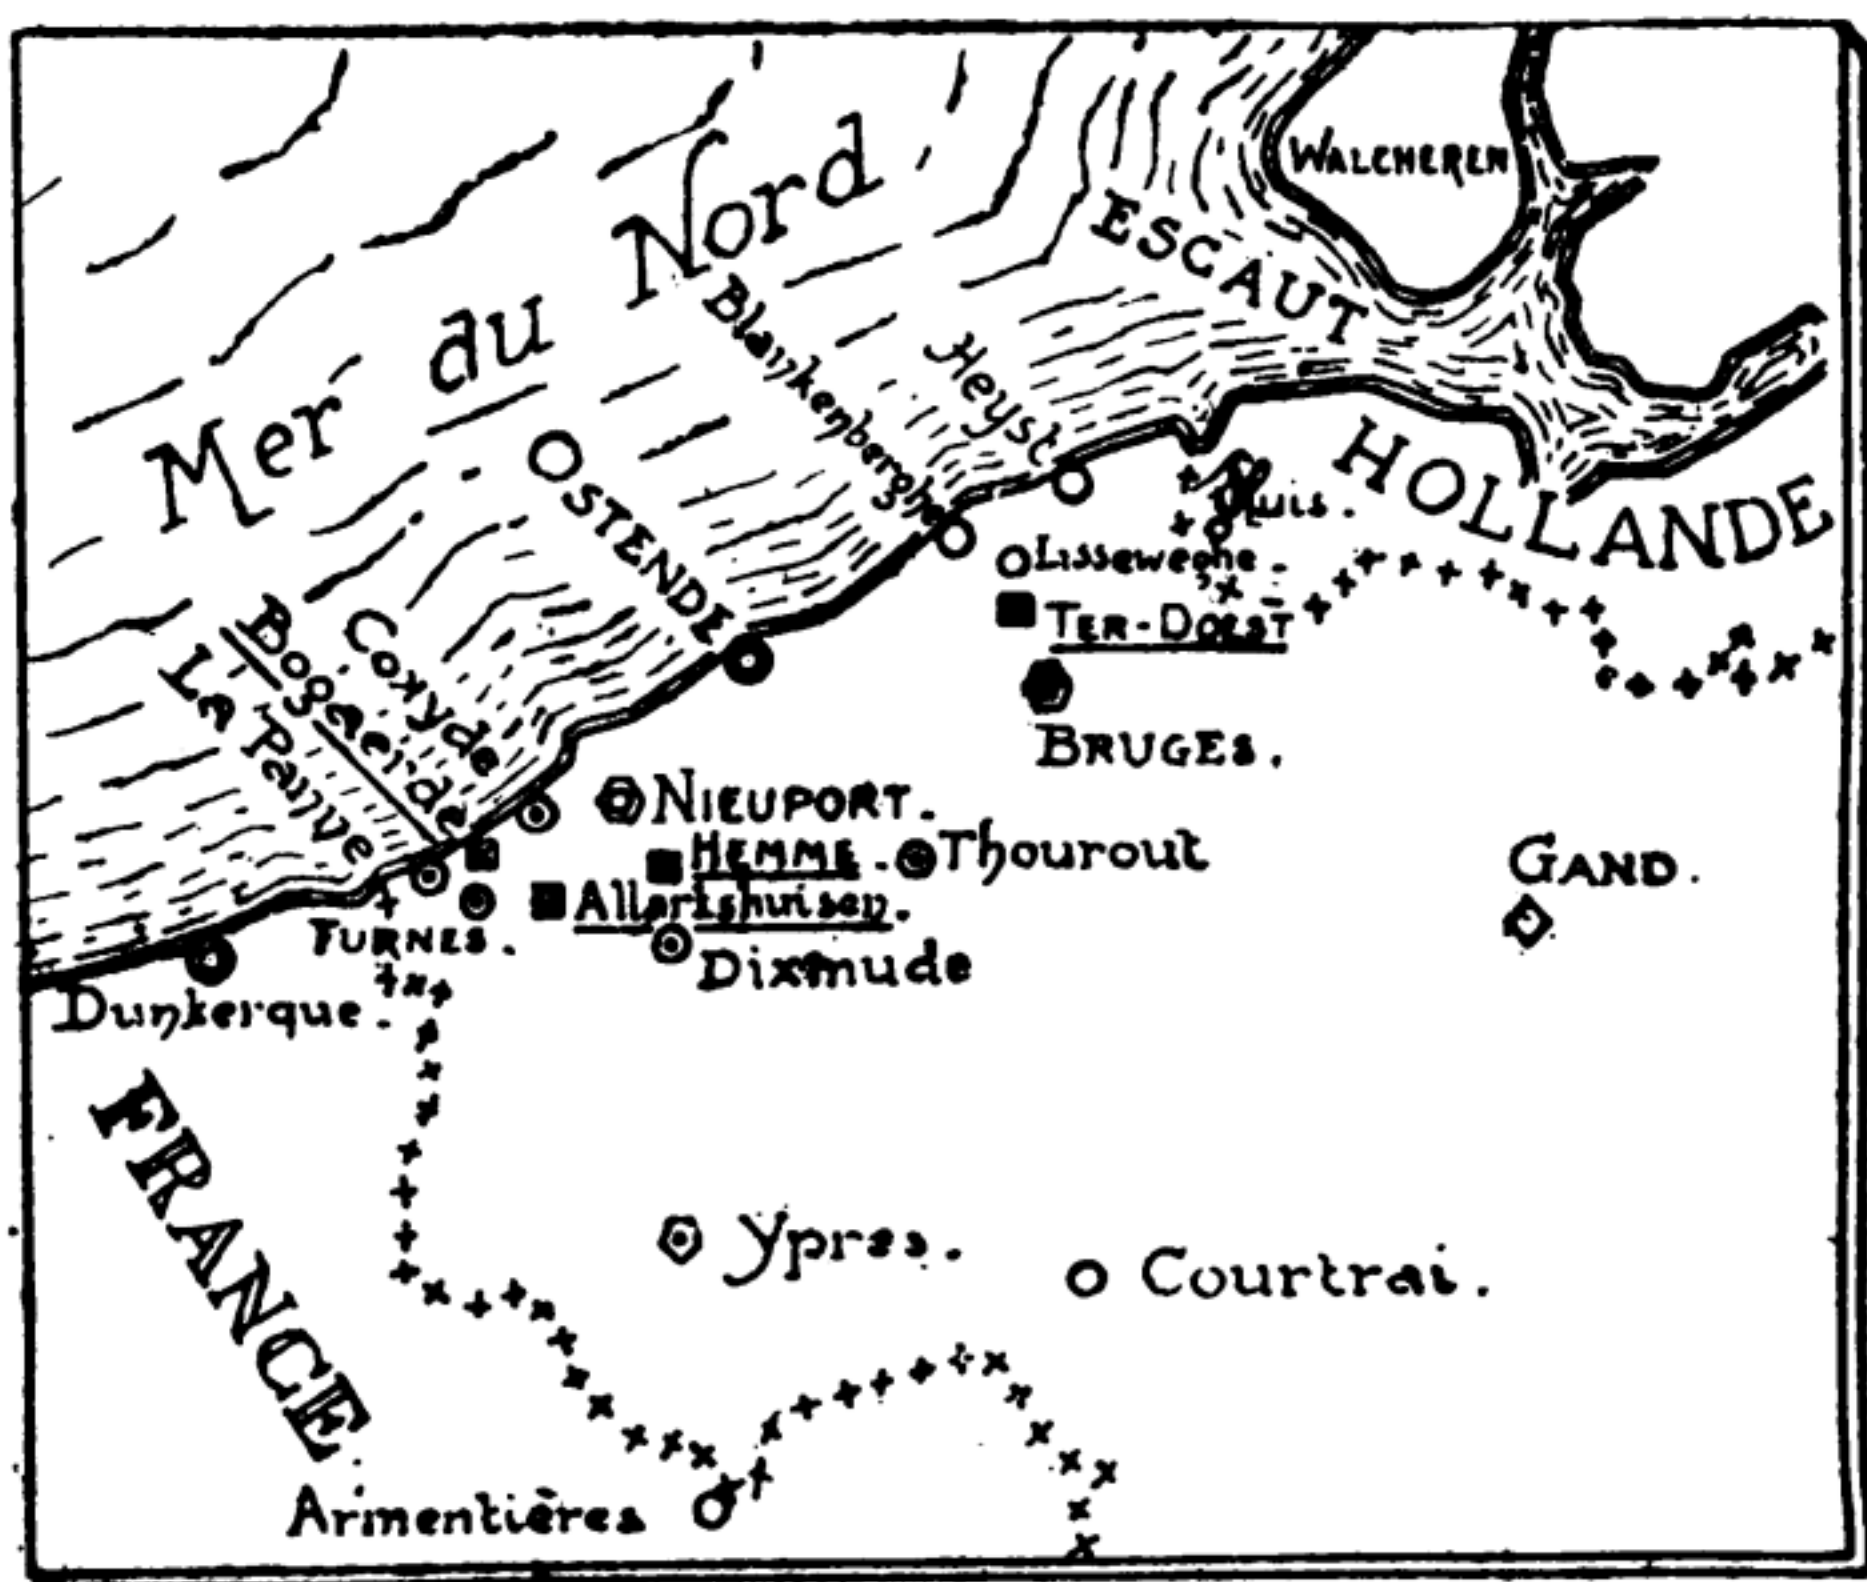 WALCHEREN
Mer du Nord
ESCAUT
Blankenberghe
Heyst
HOLLANDE
OSTENDE
Lisseweghe.
TER-DOEST
Coxyde
Bogaerde
La Panne
BRUGES.
NIEUPORT.
HEMME.
Thourout
GAND.
Allartshuisen.
FURNES.
Dixmude
Dunkerque.
FRANCE.
Ypres.
Courtrai.
Armentières